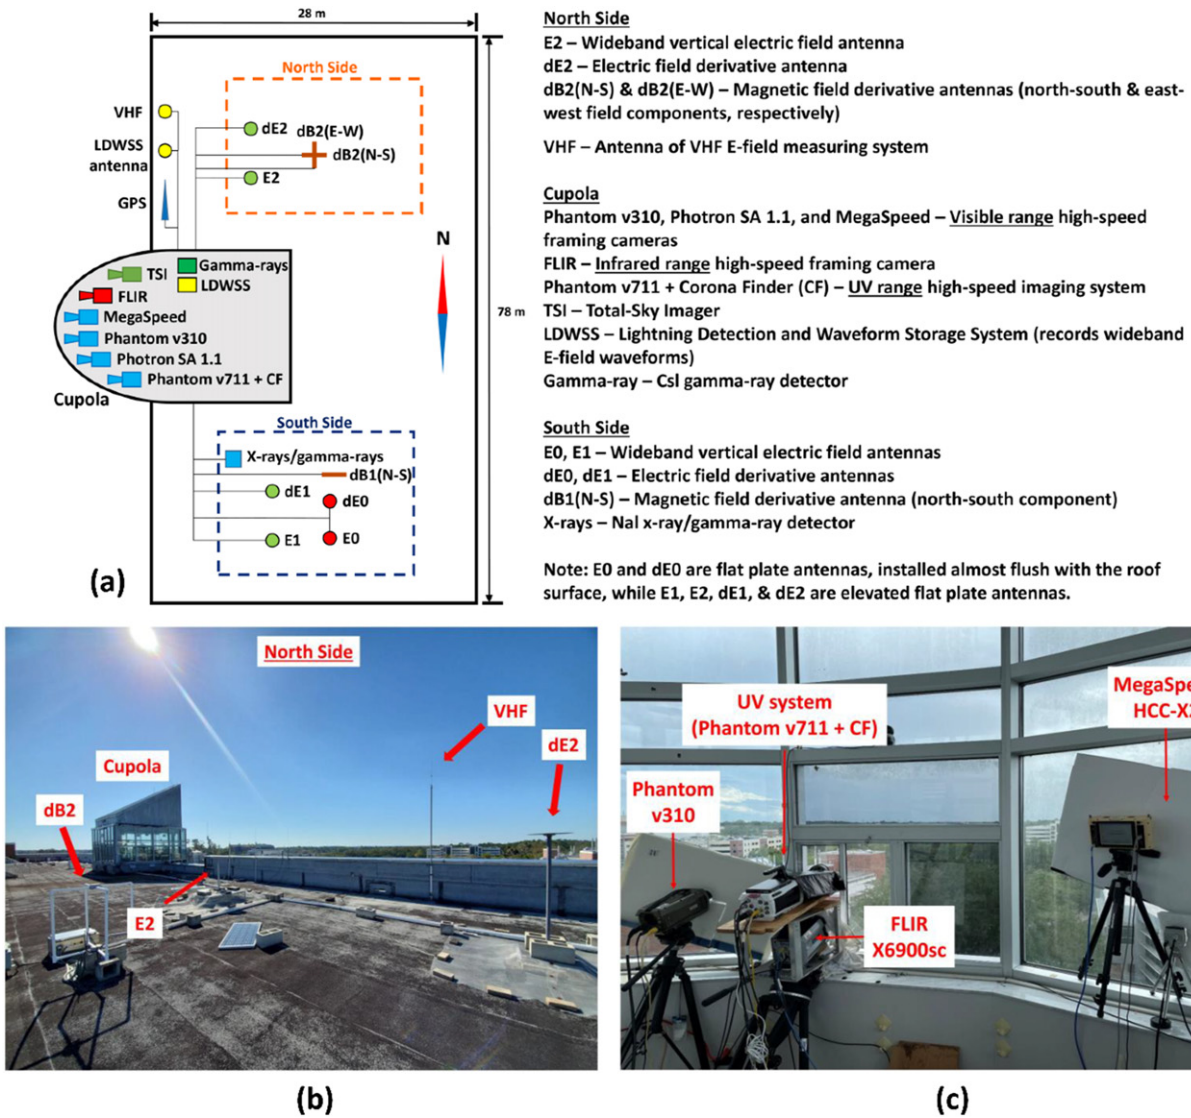 28 m
North Side
VHF
LDWSS
antenna
GPS
dE2
dB2(E-W)
dB2(N-S)
E2
N
78 m
TSI
Gamma-rays
LDWSS
FLIR
MegaSpeed
Phantom v310
Photron SA 1.1
Phantom v711 + CF
Cupola
South Side
X-rays/gamma-rays
dB1(N-S)
dE1
dE0
E1
E0
(a)
North Side
E2 – Wideband vertical electric field antenna
dE2 – Electric field derivative antenna
dB2(N-S) & dB2(E-W) – Magnetic field derivative antennas (north-south & east-
west field components, respectively)
VHF – Antenna of VHF E-field measuring system
Cupola
Phantom v310, Photron SA 1.1, and MegaSpeed – Visible range high-speed
framing cameras
FLIR – Infrared range high-speed framing camera
Phantom v711 + Corona Finder (CF) – UV range high-speed imaging system
TSI – Total-Sky Imager
LDWSS – Lightning Detection and Waveform Storage System (records wideband
E-field waveforms)
Gamma-ray – CsI gamma-ray detector
South Side
E0, E1 – Wideband vertical electric field antennas
dE0, dE1 – Electric field derivative antennas
dB1(N-S) – Magnetic field derivative antenna (north-south component)
X-rays – NaI x-ray/gamma-ray detector
Note: E0 and dE0 are flat plate antennas, installed almost flush with the roof
surface, while E1, E2, dE1, & dE2 are elevated flat plate antennas.
North Side
VHF
dE2
Cupola
dB2
E2
(b)
UV system
(Phantom v711 + CF)
MegaSpe
HCC-X
Phantom
v310
FLIR
X6900sc
(c)